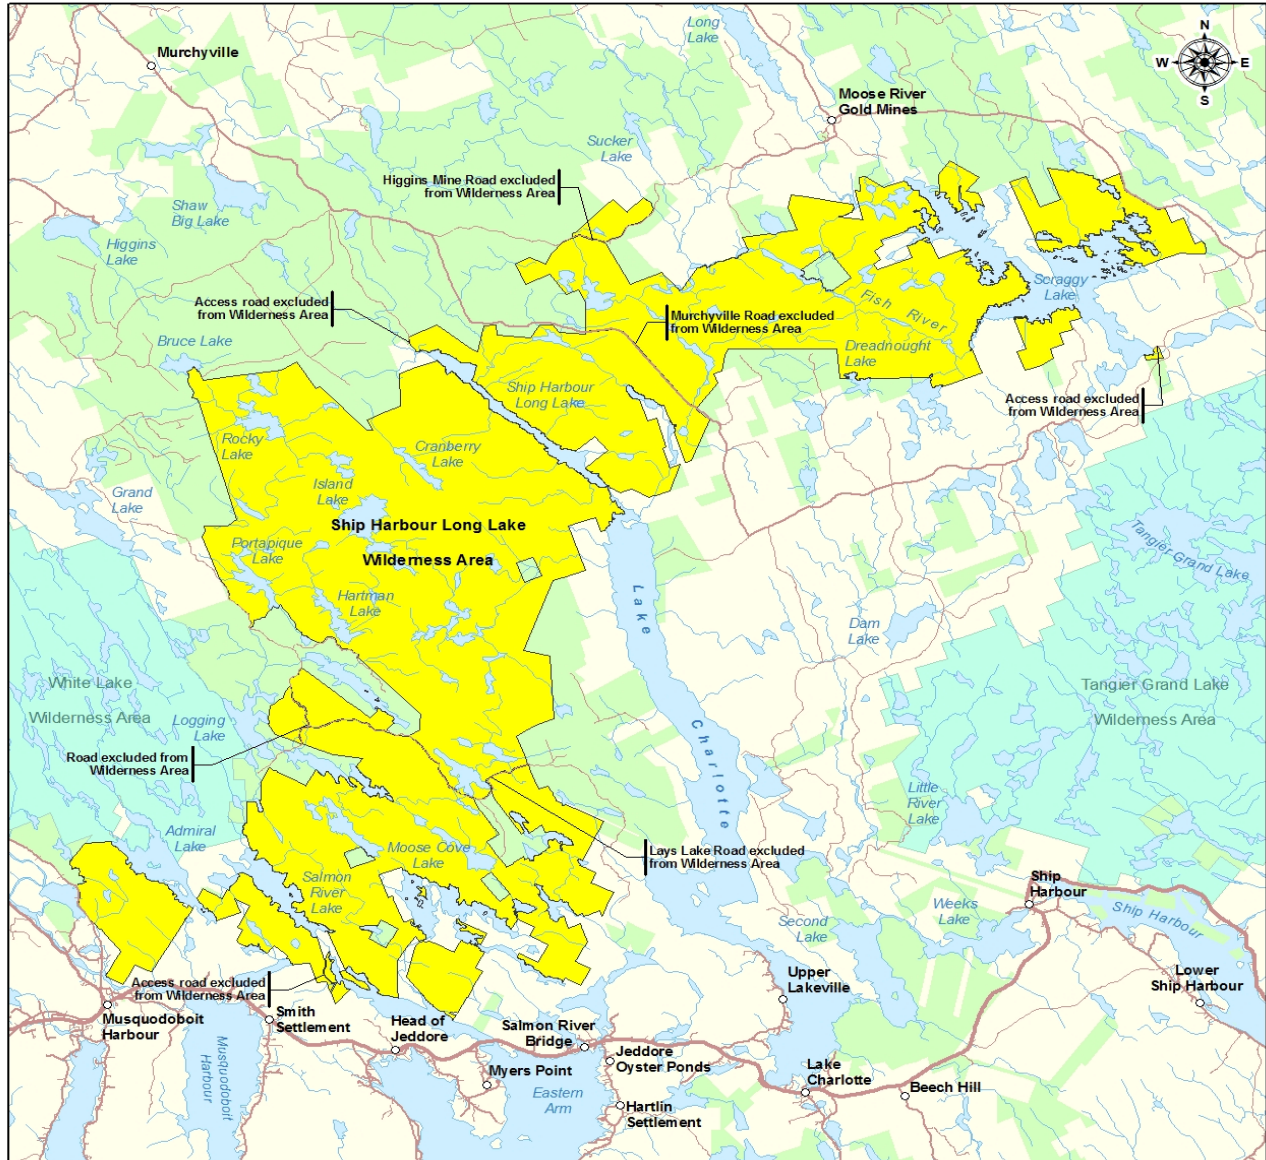 Long
Lake
N
W
E
S
Murchyville
Moose River
Gold Mines
Sucker
Lake
Higgins Mine Road excluded
from Wilderness Area
Shaw
Big Lake
Higgins
Lake
Scraggy
Lake
Fish River
Access road excluded
from Wilderness Area
Murchyville Road excluded
from Wilderness Area
Bruce Lake
Dreadnought
Lake
Ship Harbour
Long Lake
Access road excluded
from Wilderness Area
Rocky
Lake
Cranberry
Lake
Island
Lake
Grand
Lake
Ship Harbour Long Lake
Wilderness Area
Portapique
Lake
Tangier Grand Lake
Hartman
Lake
Lake Charlotte
Dam
Lake
White Lake
Wilderness Area
Tangier Grand Lake
Wilderness Area
Logging
Lake
Road excluded from
Wilderness Area
Little
River
Lake
Admiral
Lake
Moose Cove
Lake
Lays Lake Road excluded
from Wilderness Area
Salmon
River
Lake
Ship
Harbour
Weeks
Lake
Ship Harbour
Second
Lake
Upper
Lakeville
Lower
Ship Harbour
Access road excluded
from Wilderness Area
Musquodoboit
Harbour
Smith
Settlement
Head of
Jeddore
Salmon River
Bridge
Jeddore
Oyster Ponds
Musquodoboit
Harbour
Myers Point
Eastern
Arm
Lake
Charlotte
Beech Hill
Hartlin
Settlement